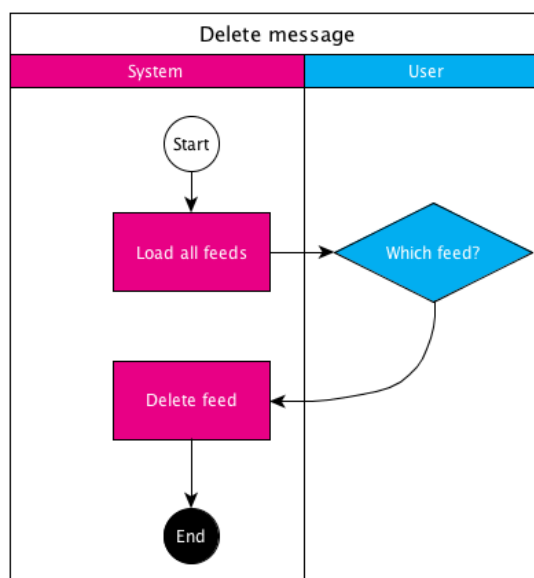 Delete message
System
User
Start
Load all feeds
Which feed?
Delete feed
End